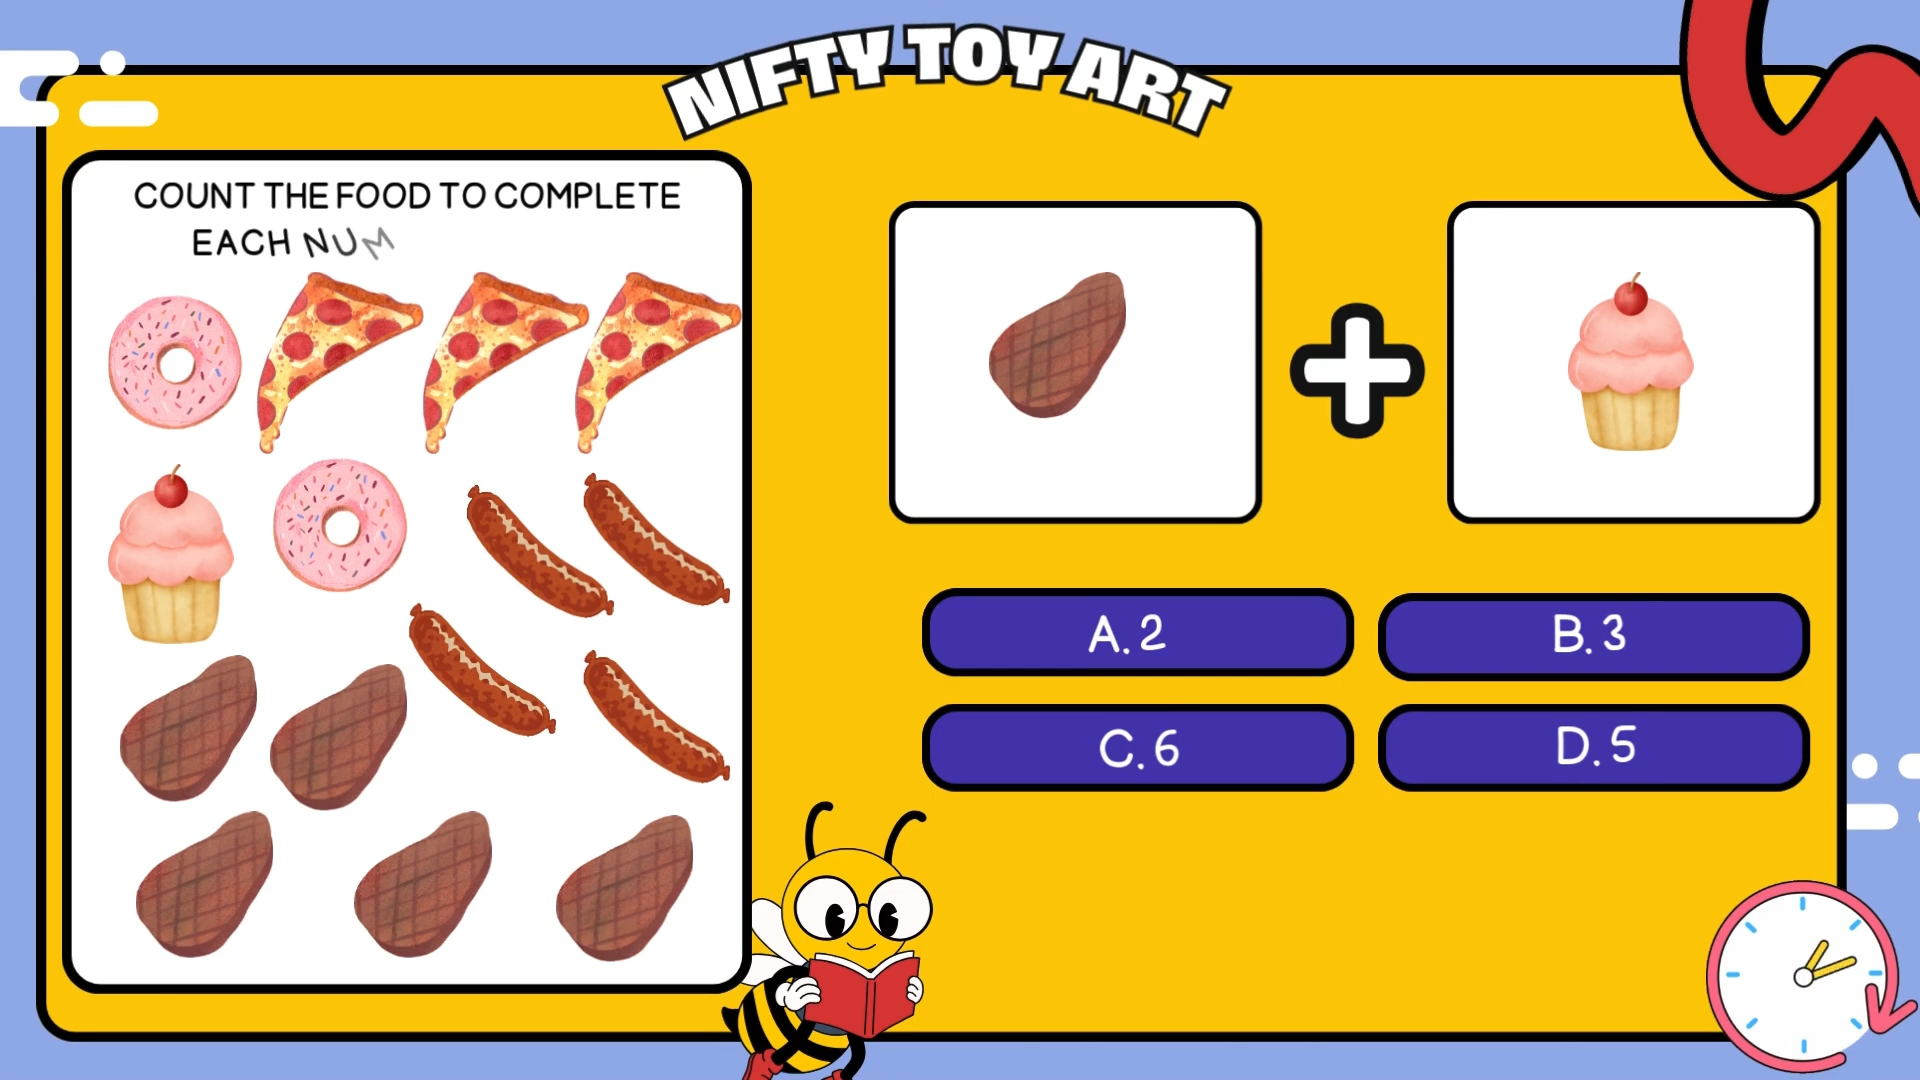 NIFTY TOY ART
COUNT THE FOOD TO COMPLETE
EACH NUM
A. 2
B. 3
C. 6
D. 5